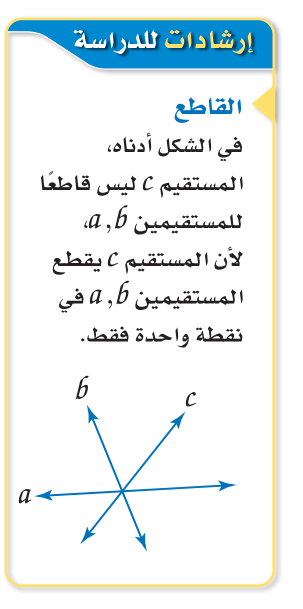 إرشادات للدراسة
القاطع
في الشكل أدناه،
المستقيم c ليس قاطعًا
للمستقيمين a , b،
لأن المستقيم c يقطع
المستقيمين a , b في
نقطة واحدة فقط.
b
c
a